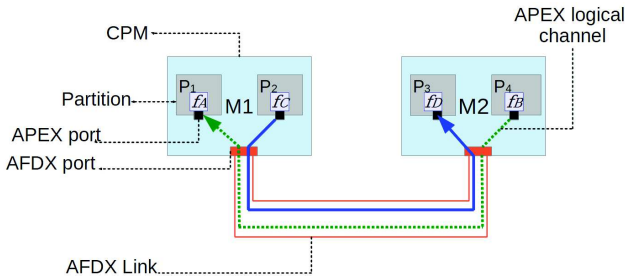 APEX logical
channel
CPM
P1
fA
M1
P2
fC
P3
fD
M2
P4
fB
Partition
APEX port
AFDX port
AFDX Link